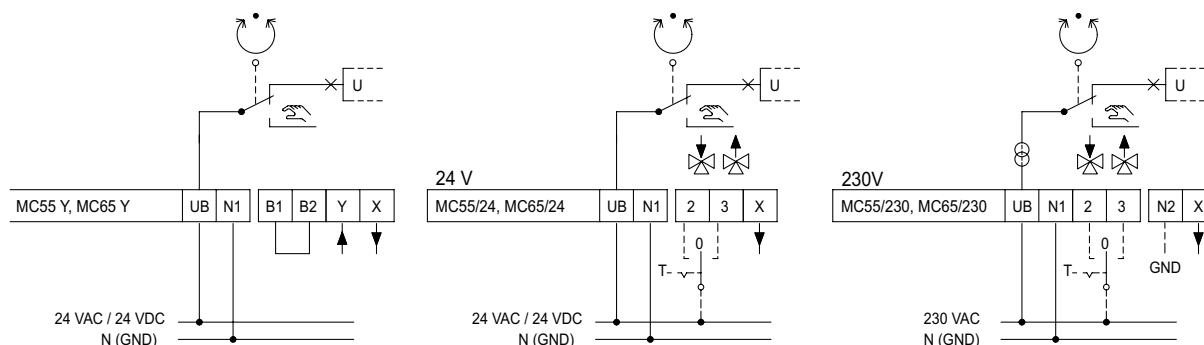 U
MC55 Y, MC65 Y UB N1 B1 B2 Y X
24 VAC / 24 VDC
N (GND)
U
24 V
MC55/24, MC65/24 UB N1 2 3 X
0
T
24 VAC / 24 VDC
N (GND)
U
230V
MC55/230, MC65/230 UB N1 2 3 N2 X
0
T
GND
230 VAC
N (GND)